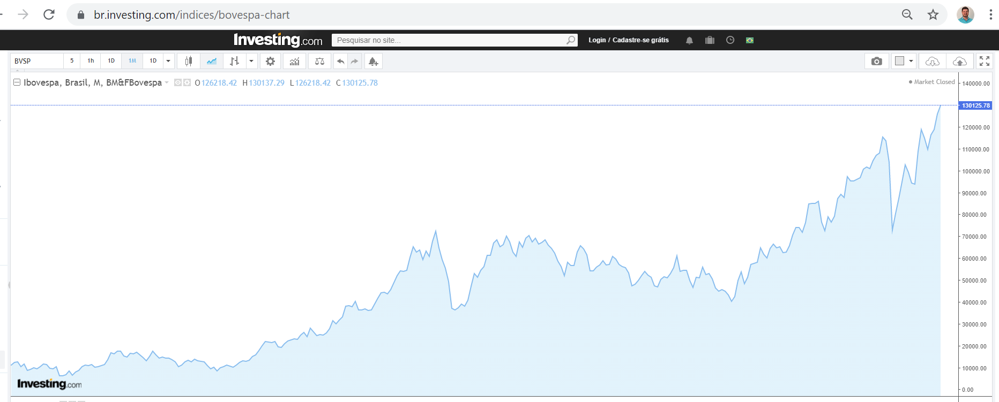 br.investing.com/indices/bovespa-chart
Investing.com
Pesquisar no site...
Login / Cadastre-se grátis
BVSP 5 1h 1D 1M 1D
Ibovespa, Brasil, M, BM&FBovespa O 126218.42 H 130137.29 L 126218.42 C 130125.78
Market Closed
140000.00
130125.78
120000.00
110000.00
100000.00
90000.00
80000.00
70000.00
60000.00
50000.00
40000.00
30000.00
20000.00
10000.00
0.00
Investing.com